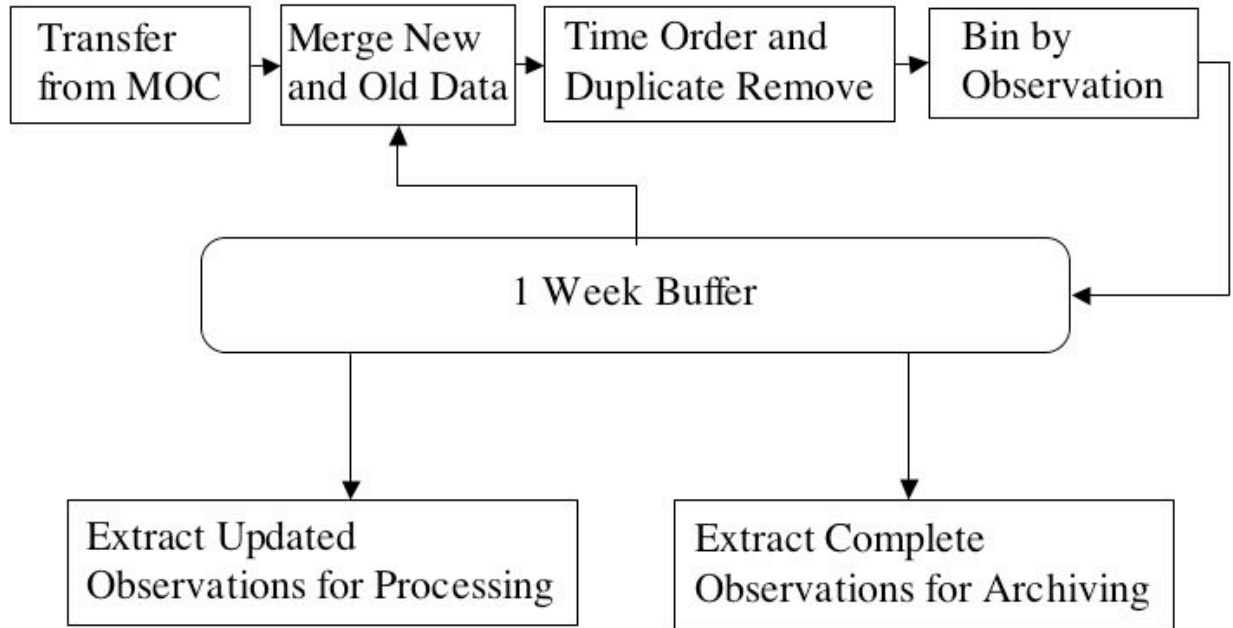 Transfer
from MOC
Merge New
and Old Data
Time Order and
Duplicate Remove
Bin by
Observation
1 Week Buffer
Extract Updated
Observations for Processing
Extract Complete
Observations for Archiving